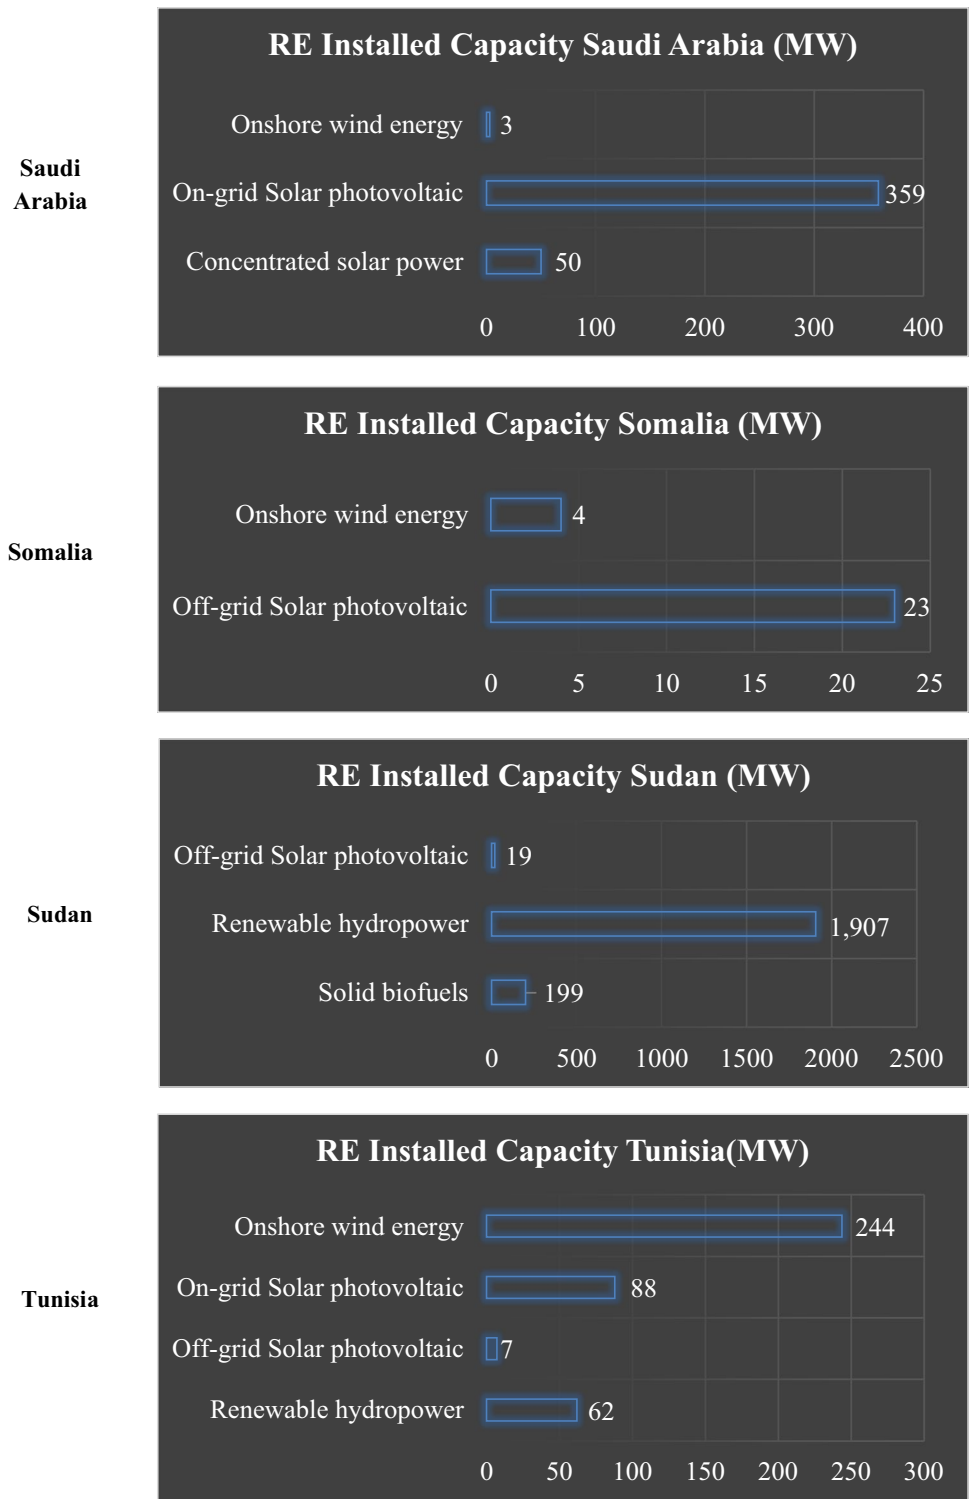 RE Installed Capacity Saudi Arabia (MW)
Onshore wind energy 3
Saudi
Arabia
On-grid Solar photovoltaic 359
Concentrated solar power 50
0 100 200 300 400
RE Installed Capacity Somalia (MW)
Onshore wind energy 4
Somalia
Off-grid Solar photovoltaic 23
0 5 10 15 20 25
RE Installed Capacity Sudan (MW)
Off-grid Solar photovoltaic 19
Sudan
Renewable hydropower 1,907
Solid biofuels 199
0 500 1000 1500 2000 2500
RE Installed Capacity Tunisia(MW)
Onshore wind energy 244
On-grid Solar photovoltaic 88
Tunisia
Off-grid Solar photovoltaic 7
Renewable hydropower 62
0 50 100 150 200 250 300